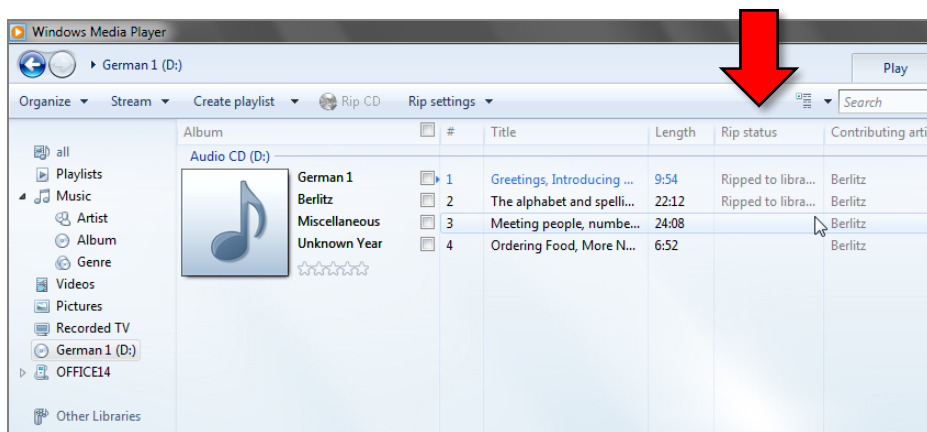 Windows Media Player
German 1 (D:)
Play
Organize Stream Create playlist Rip CD Rip settings Search
Album # Title Length Rip status Contributing arti
Audio CD (D:)
all
Playlists
Music
Artist
Album
Genre
Videos
Pictures
Recorded TV
German 1 (D:)
OFFICE14
Other Libraries
German 1
Berlitz
Miscellaneous
Unknown Year
1 Greetings, Introducing ... 9:54 Ripped to libra... Berlitz
2 The alphabet and spelli... 22:12 Ripped to libra... Berlitz
3 Meeting people, numbe... 24:08 Berlitz
4 Ordering Food, More N... 6:52 Berlitz